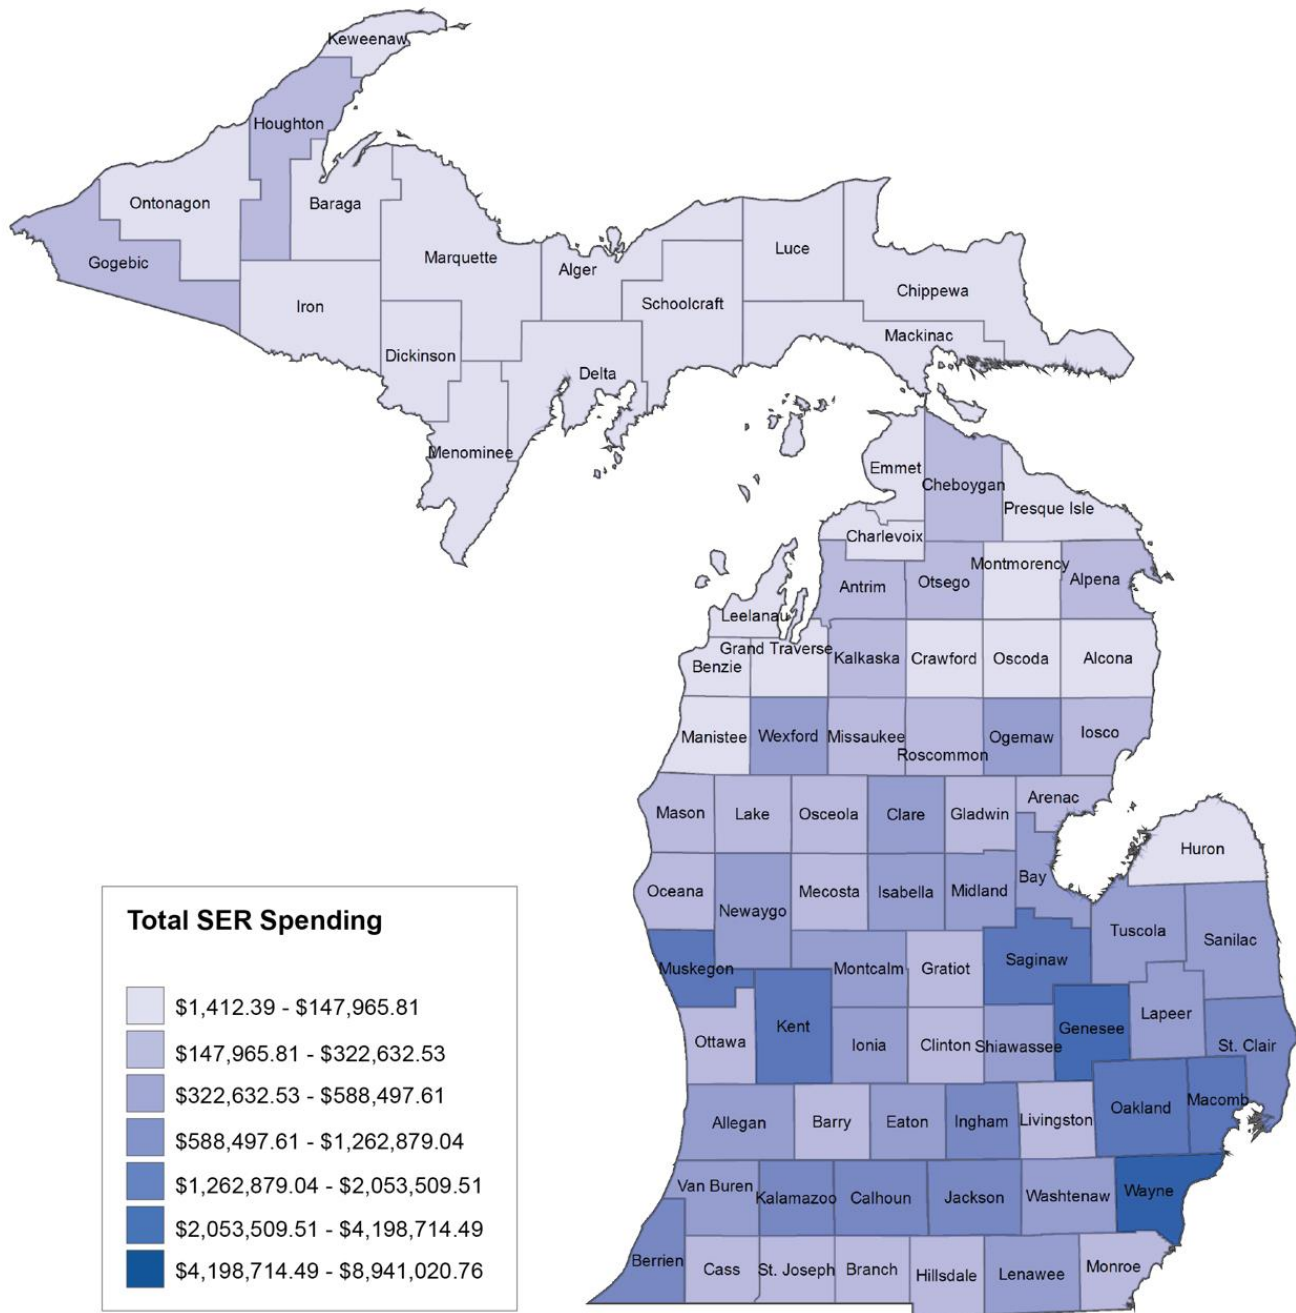 Keweenaw
Houghton
Ontonagon
Baraga
Gogebic
Marquette
Alger
Luce
Iron
Schoolcraft
Chippewa
Mackinac
Dickinson
Delta
Menominee
Emmet
Cheboygan
Presque Isle
Charlevoix
Montmorency
Antrim
Otsego
Alpena
Leelanau
Grand Traverse
Benzie
Kalkaska
Crawford
Oscoda
Alcona
Manistee
Wexford
Missaukee
Roscommon
Ogemaw
Iosco
Mason
Lake
Osceola
Clare
Gladwin
Arenac
Huron
Oceana
Newaygo
Mecosta
Isabella
Midland
Bay
Tuscola
Sanilac
Muskegon
Montcalm
Gratiot
Saginaw
Ottawa
Kent
Ionia
Clinton
Shiawassee
Genesee
Lapeer
St. Clair
Allegan
Barry
Eaton
Ingham
Livingston
Oakland
Macomb
Van Buren
Kalamazoo
Calhoun
Jackson
Washtenaw
Wayne
Berrien
Cass
St. Joseph
Branch
Hillsdale
Lenawee
Monroe
Total SER Spending
$1,412.39 - $147,965.81
$147,965.81 - $322,632.53
$322,632.53 - $588,497.61
$588,497.61 - $1,262,879.04
$1,262,879.04 - $2,053,509.51
$2,053,509.51 - $4,198,714.49
$4,198,714.49 - $8,941,020.76